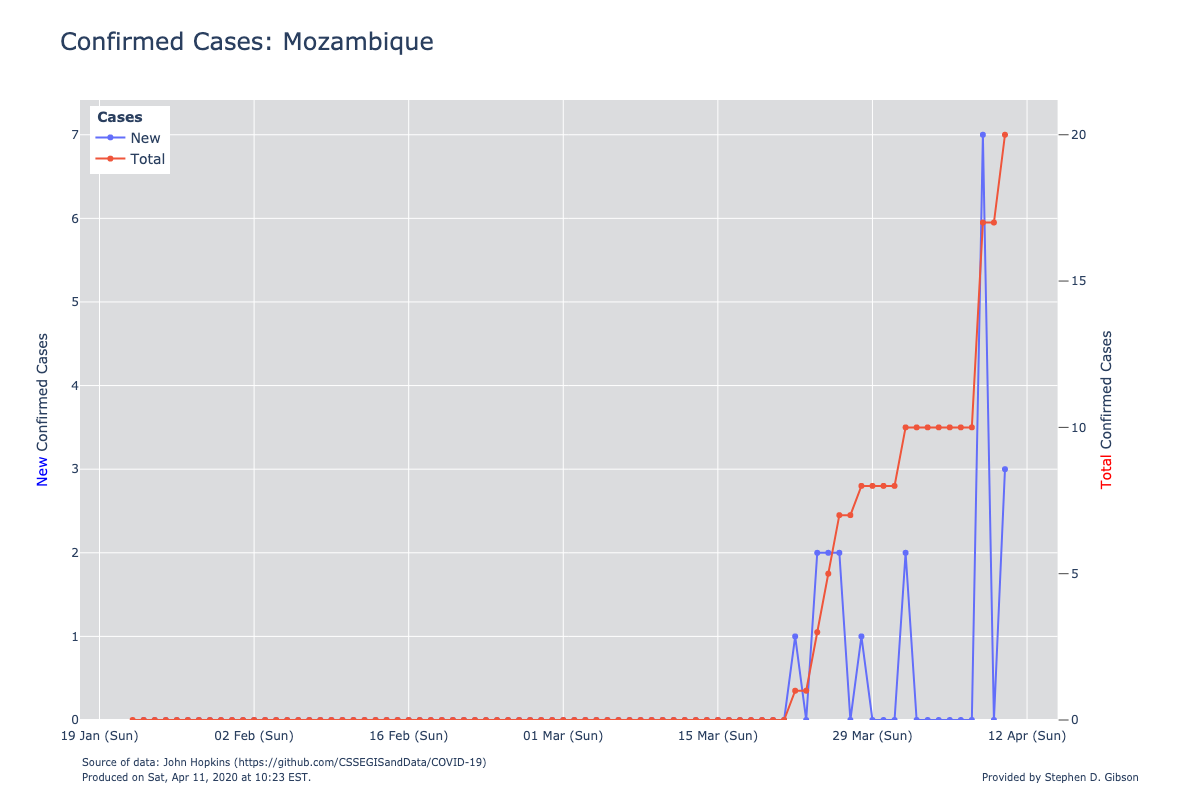 Confirmed Cases: Mozambique
Cases
New
Total
7
6
5
4
3
2
1
0
New Confirmed Cases
20
15
10
5
0
Total Confirmed Cases
19 Jan (Sun) 02 Feb (Sun) 16 Feb (Sun) 01 Mar (Sun) 15 Mar (Sun) 29 Mar (Sun) 12 Apr (Sun)
Source of data: John Hopkins (https://github.com/CSSEGISandData/COVID-19)
Produced on Sat, Apr 11, 2020 at 10:23 EST.
Provided by Stephen D. Gibson